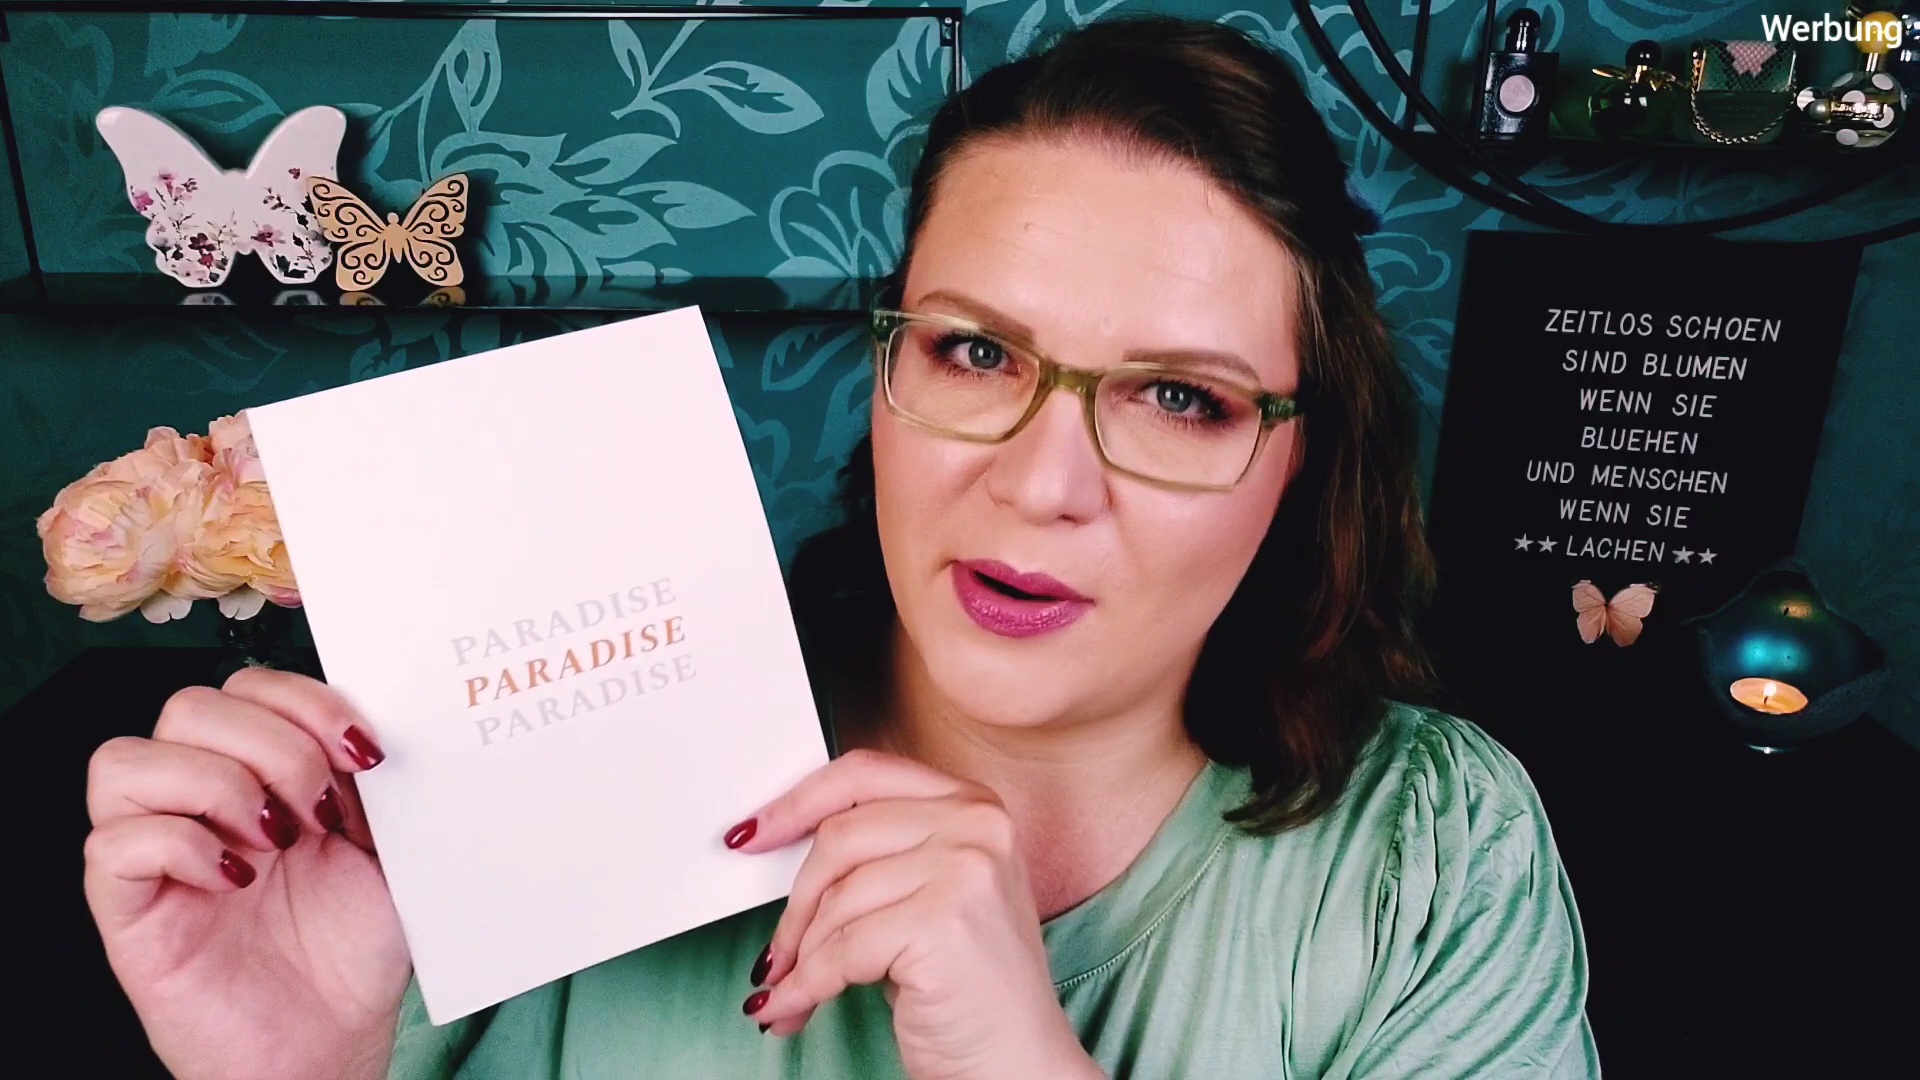 Werbung
ZEITLOS SCHOEN
SIND BLUMEN
WENN SIE
BLUEHEN
UND MENSCHEN
WENN SIE
★★ LACHEN ★★
PARADISE
PARADISE
PARADISE